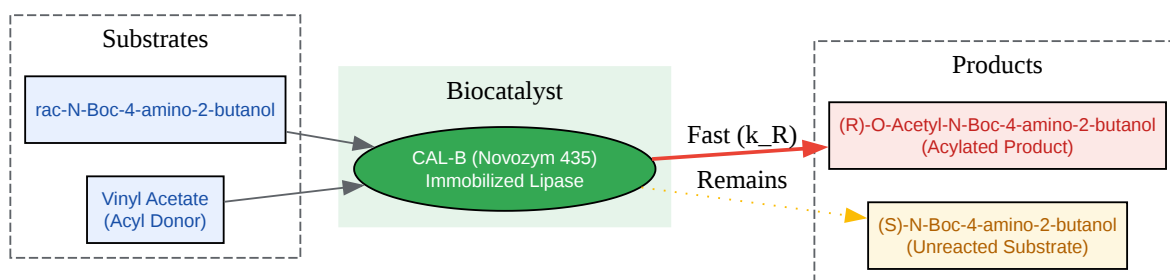 Substrates
rac-N-Boc-4-amino-2-butanol
Vinyl Acetate
(Acyl Donor)
Biocatalyst
CAL-B (Novozym 435)
Immobilized Lipase
Fast (k_R)
Remains
Products
(R)-O-Acetyl-N-Boc-4-amino-2-butanol
(Acylated Product)
(S)-N-Boc-4-amino-2-butanol
(Unreacted Substrate)